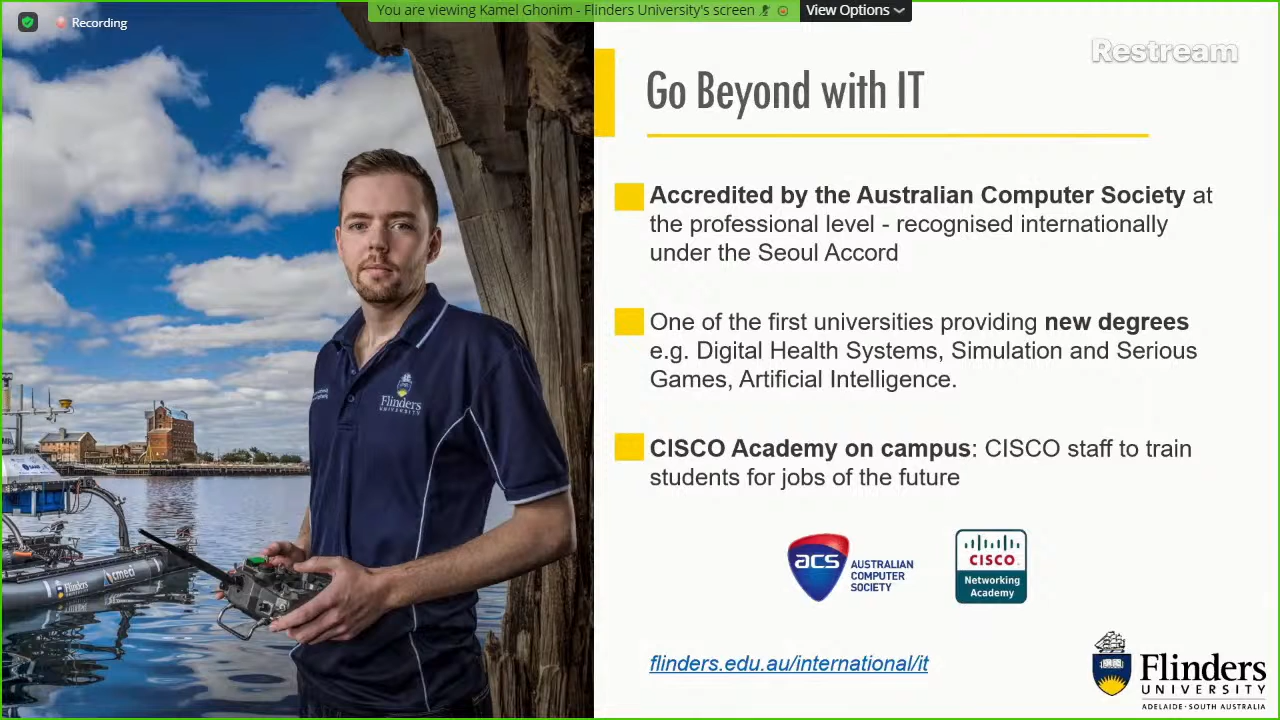 You are viewing Kamel Ghonim - Flinders University's screen
View Options
Recording
Restream
Go Beyond with IT
Accredited by the Australian Computer Society at
the professional level - recognised internationally
under the Seoul Accord
One of the first universities providing new degrees
e.g. Digital Health Systems, Simulation and Serious
Games, Artificial Intelligence.
CISCO Academy on campus: CISCO staff to train
students for jobs of the future
Flinders
UNIVERSITY
Flinders
cmeci
acs
AUSTRALIAN
COMPUTER
SOCIETY
CISCO
Networking
Academy
flinders.edu.au/international/it
Flinders
UNIVERSITY
ADELAIDE · SOUTH AUSTRALIA